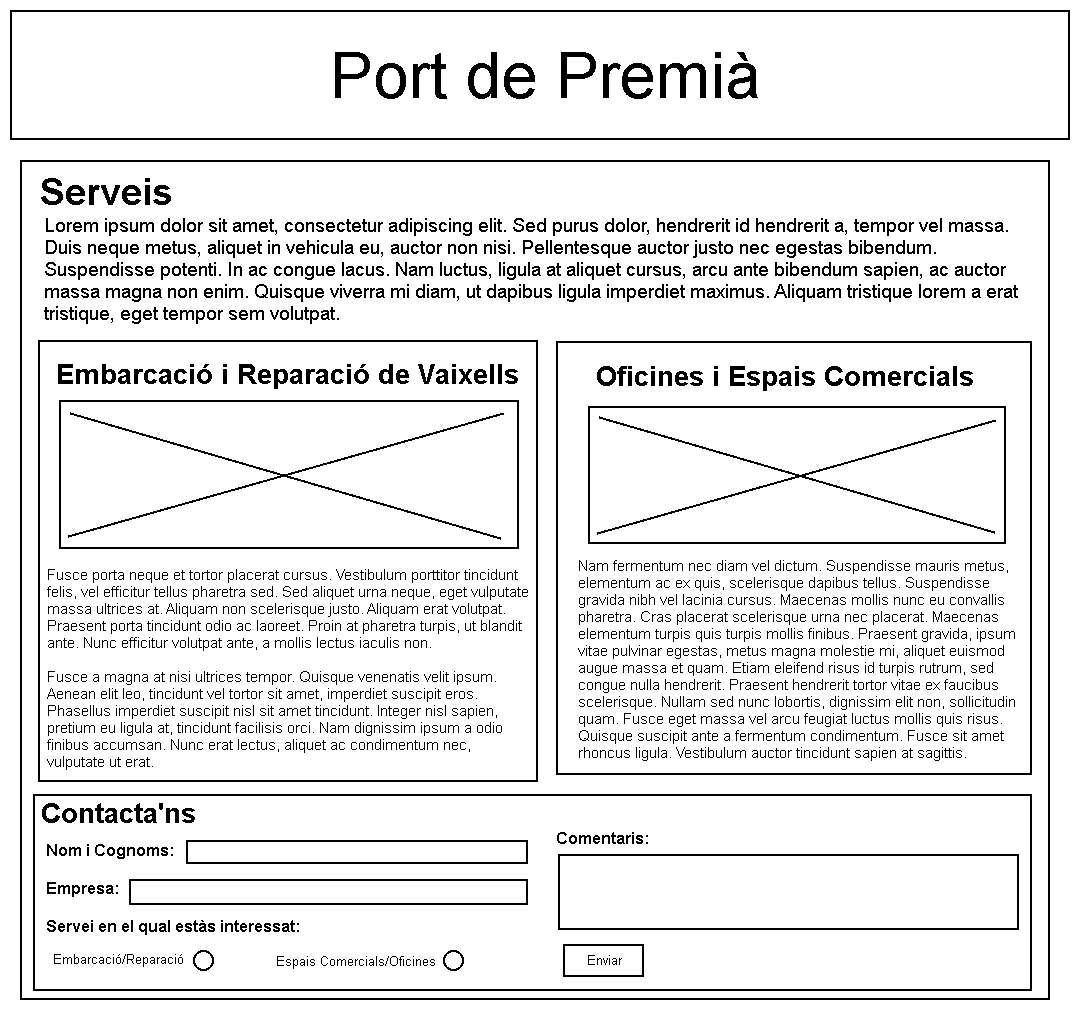 Port de Premià
Serveis
Lorem ipsum dolor sit amet, consectetur adipiscing elit. Sed purus dolor, hendrerit id hendrerit a, tempor vel massa.
Duis neque metus, aliquet in vehicula eu, auctor non nisi. Pellentesque auctor justo nec egestas bibendum.
Suspendisse potenti. In ac congue lacus. Nam luctus, ligula at aliquet cursus, arcu ante bibendum sapien, ac auctor
massa magna non enim. Quisque viverra mi diam, ut dapibus ligula imperdiet maximus. Aliquam tristique lorem a erat
tristique, eget tempor sem volutpat.
Embarcació i Reparació de Vaixells
Fusce porta neque et tortor placerat cursus. Vestibulum porttitor tincidunt
felis, vel efficitur tellus pharetra sed. Sed aliquet urna neque, eget vulputate
massa ultrices at. Aliquam non scelerisque justo. Aliquam erat volutpat.
Praesent porta tincidunt odio ac laoreet. Proin at pharetra turpis, ut blandit
ante. Nunc efficitur volutpat ante, a mollis lectus iaculis non.
Fusce a magna at nisi ultrices tempor. Quisque venenatis velit ipsum.
Aenean elit leo, tincidunt vel tortor sit amet, imperdiet suscipit eros.
Phasellus imperdiet suscipit nisl sit amet tincidunt. Integer nisl sapien,
pretium eu ligula at, tincidunt facilisis orci. Nam dignissim ipsum a odio
finibus accumsan. Nunc erat lectus, aliquet ac condimentum nec,
vulputate ut erat.
Oficines i Espais Comercials
Nam fermentum nec diam vel dictum. Suspendisse mauris metus,
elementum ac ex quis, scelerisque dapibus tellus. Suspendisse
gravida nibh vel lacinia cursus. Maecenas mollis nunc eu convallis
pharetra. Cras placerat scelerisque urna nec placerat. Maecenas
elementum turpis quis turpis mollis finibus. Praesent gravida, ipsum
vitae pulvinar egestas, metus magna molestie mi, aliquet euismod
augue massa et quam. Etiam eleifend risus id turpis rutrum, sed
congue nulla hendrerit. Praesent hendrerit tortor vitae ex faucibus
scelerisque. Nullam sed nunc lobortis, dignissim elit non, sollicitudin
quam. Fusce eget massa vel arcu feugiat luctus mollis quis risus.
Quisque suscipit ante a fermentum condimentum. Fusce sit amet
rhoncus ligula. Vestibulum auctor tincidunt sapien at sagittis.
Contacta'ns
Nom i Cognoms:
Empresa:
Servei en el qual estàs interessat:
Embarcació/Reparació
Espais Comercials/Oficines
Comentaris:
Enviar